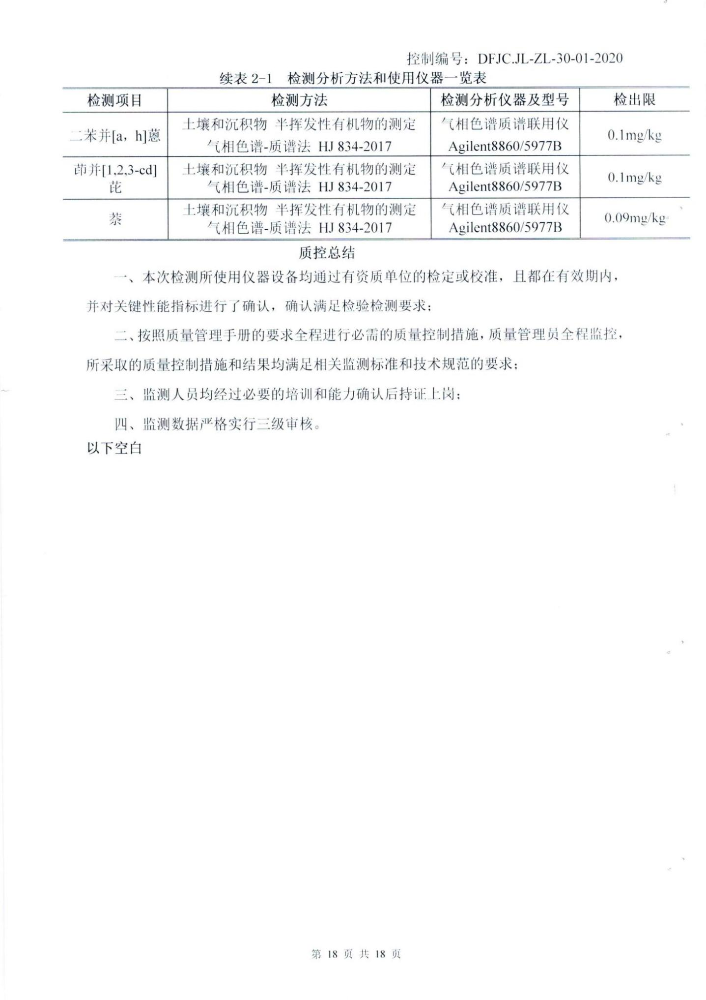 控制编号：DFJC.JL-ZL-30-01-2020
续表 2-1 检测分析方法和使用仪器一览表
检测项目 检测方法 检测分析仪器及型号 检出限
二苯并[a，h]蒽 土壤和沉积物 半挥发性有机物的测定 气相色谱质谱联用仪 0.1mg/kg
气相色谱-质谱法 HJ 834-2017 Agilent8860/5977B
茚并[1,2,3-cd] 土壤和沉积物 半挥发性有机物的测定 气相色谱质谱联用仪 0.1mg/kg
芘 气相色谱-质谱法 HJ 834-2017 Agilent8860/5977B
萘 土壤和沉积物 半挥发性有机物的测定 气相色谱质谱联用仪 0.09mg/kg
气相色谱-质谱法 HJ 834-2017 Agilent8860/5977B
质控总结
一、本次检测所使用仪器设备均通过有资质单位的检定或校准，且都在有效期内，
并对关键性能指标进行了确认，确认满足检验检测要求；
二、按照质量管理手册的要求全程进行必需的质量控制措施，质量管理员全程监控，
所采取的质量控制措施和结果均满足相关监测标准和技术规范的要求；
三、监测人员均经过必要的培训和能力确认后持证上岗；
四、监测数据严格实行三级审核。
以下空白
第 18 页 共 18 页